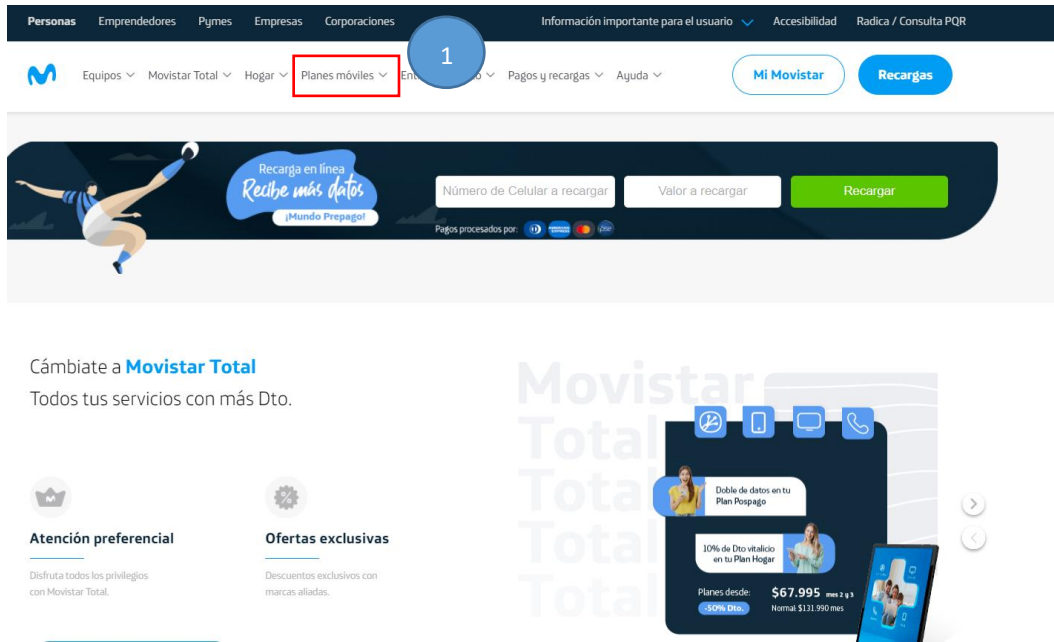 Personas Emprendedores Pymes Empresas Corporaciones Información importante para el usuario Accesibilidad Radica / Consulta PQR
1
Equipos Movistar Total Hogar Planes móviles Pagos y recargas Ayuda Mi Movistar Recargas
Recarga en línea
Recibe más datos
¡Mundo Prepago!
Número de Celular a recargar Valor a recargar Recargar
Pagos procesados por:
Cámbiate a Movistar Total
Todos tus servicios con más Dto.
Atención preferencial
Disfruta todos los privilegios
con Movistar Total.
Ofertas exclusivas
Descuentos exclusivos con
marcas aliadas.
Movistar
Total
Total
Total
Total
Doble de datos en tu
Plan Pospago
10% de Dto vitalicio
en tu Plan Hogar
Planes desde: $67.995 mes 2 y 3
-50% Dto. Normal: $131.990 mes